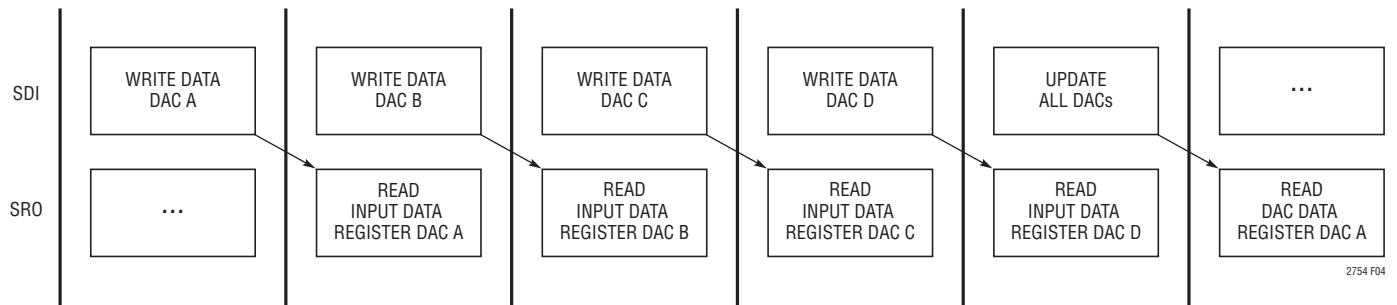 SDI
WRITE DATA
DAC A
WRITE DATA
DAC B
WRITE DATA
DAC C
WRITE DATA
DAC D
UPDATE
ALL DACs
...
SRO
...
READ
INPUT DATA
REGISTER DAC A
READ
INPUT DATA
REGISTER DAC B
READ
INPUT DATA
REGISTER DAC C
READ
INPUT DATA
REGISTER DAC D
READ
DAC DATA
REGISTER DAC A
2754 F04